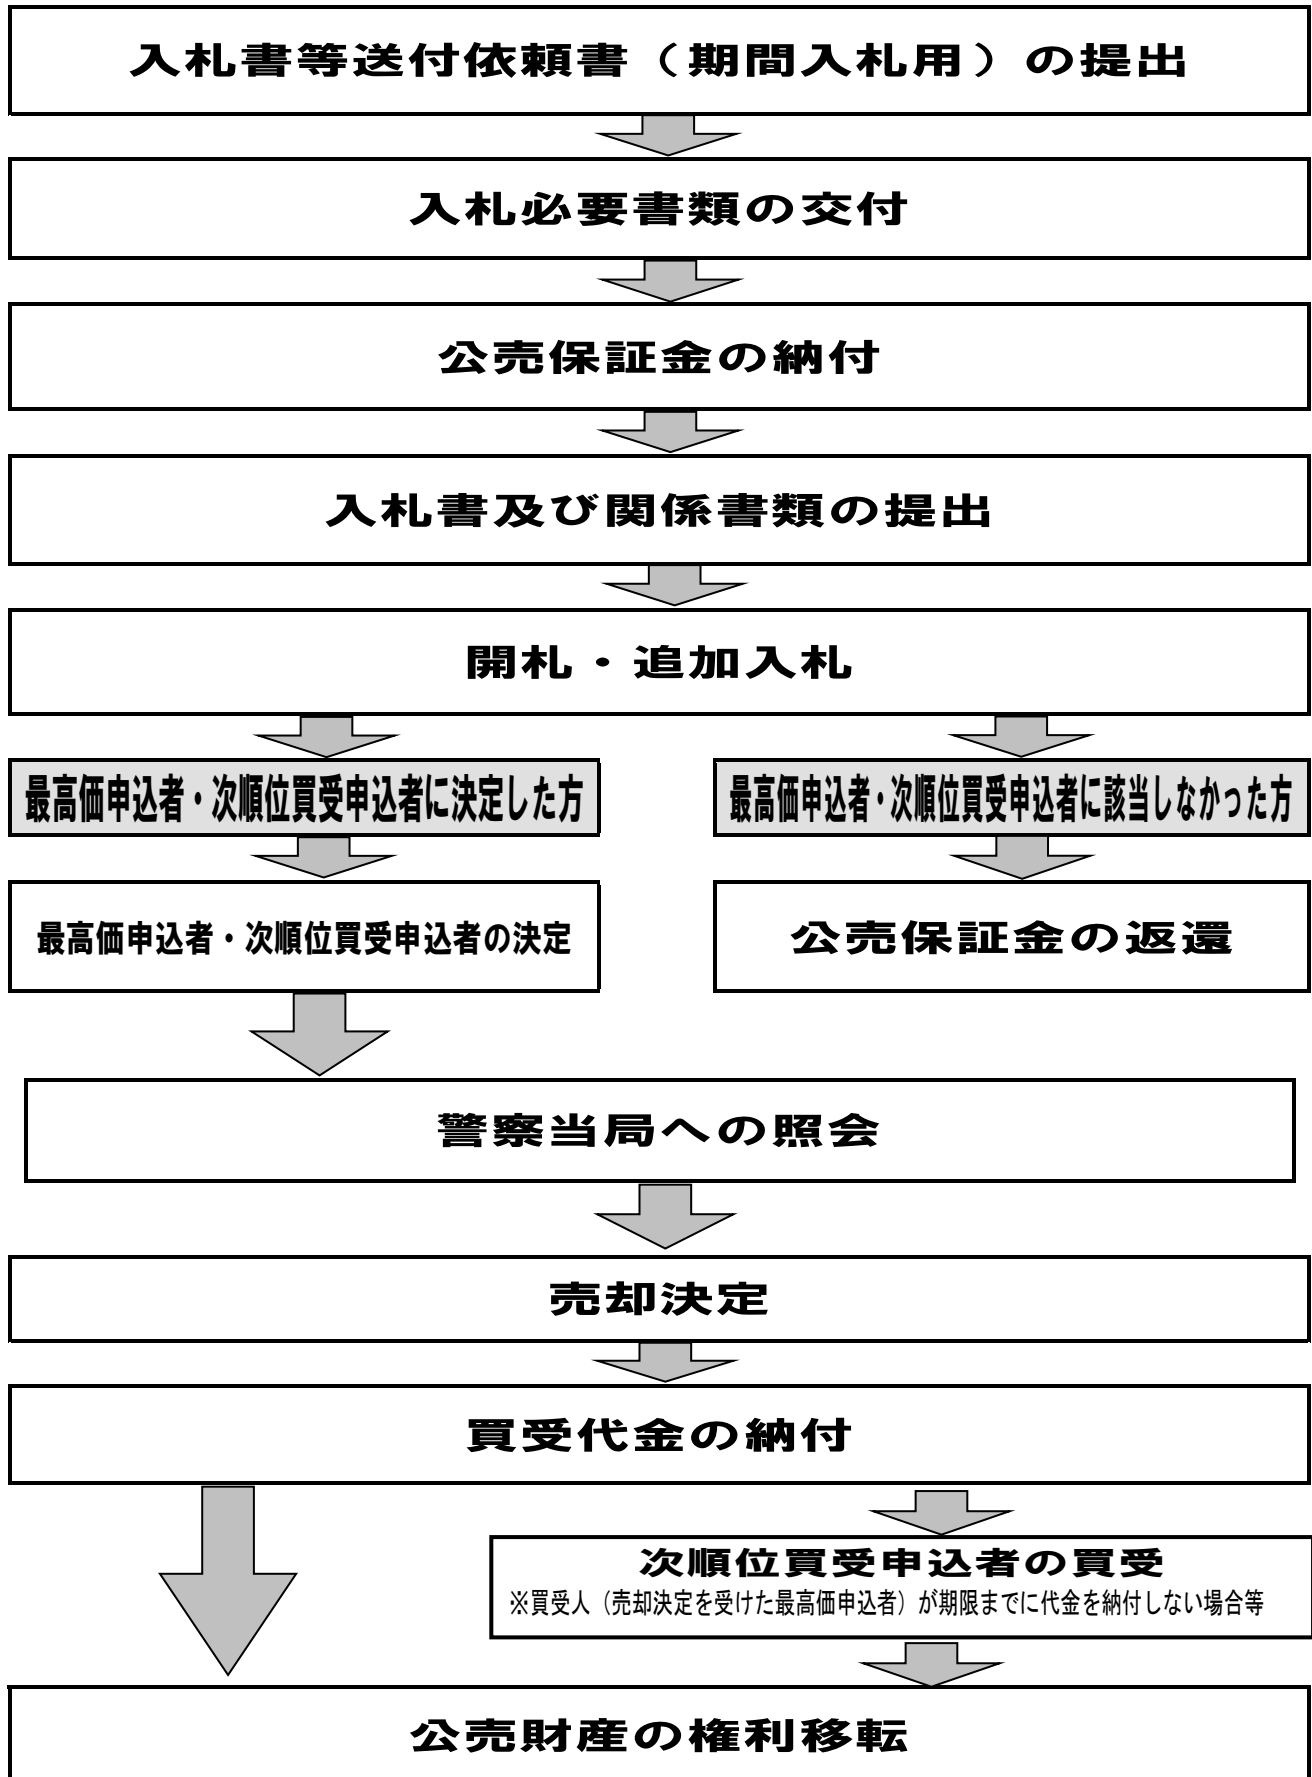 入札書等送付依頼書（期間入札用）の提出
入札必要書類の交付
公売保証金の納付
入札書及び関係書類の提出
開札・追加入札
最高価申込者・次順位買受申込者に決定した方
最高価申込者・次順位買受申込者に該当しなかった方
最高価申込者・次順位買受申込者の決定
公売保証金の返還
警察当局への照会
売却決定
買受代金の納付
次順位買受申込者の買受
※買受人（売却決定を受けた最高価申込者）が期限までに代金を納付しない場合等
公売財産の権利移転